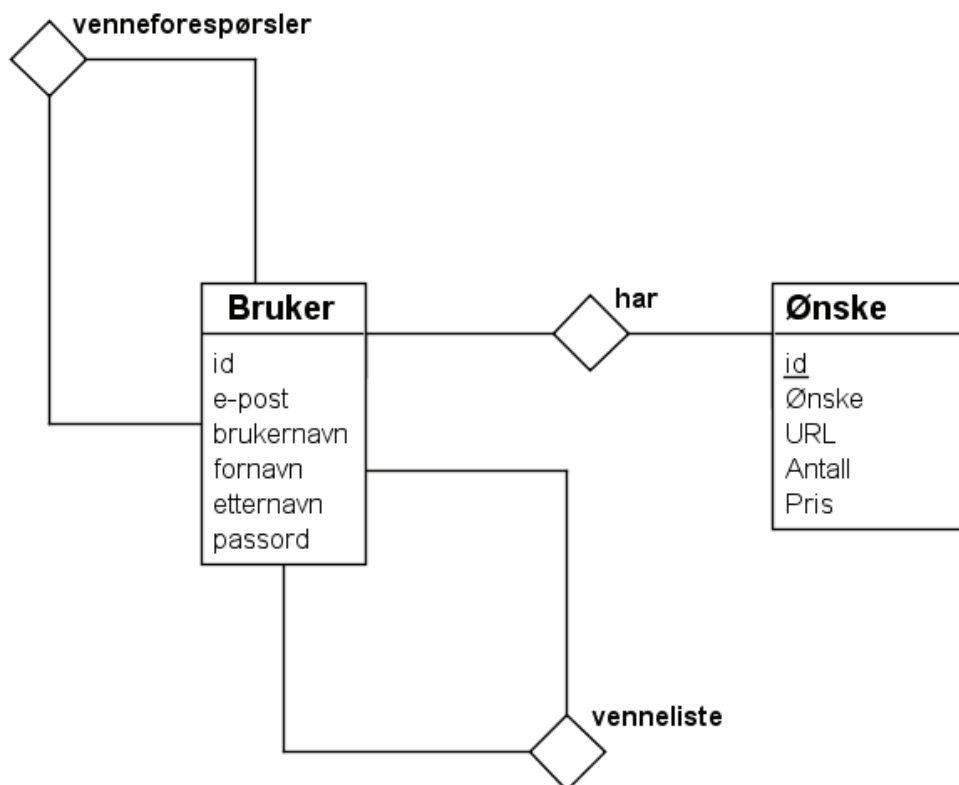 venneforespørsler
Bruker
id
e-post
brukernavn
fornavn
etternavn
passord
har
Ønske
id
Ønske
URL
Antall
Pris
venneliste